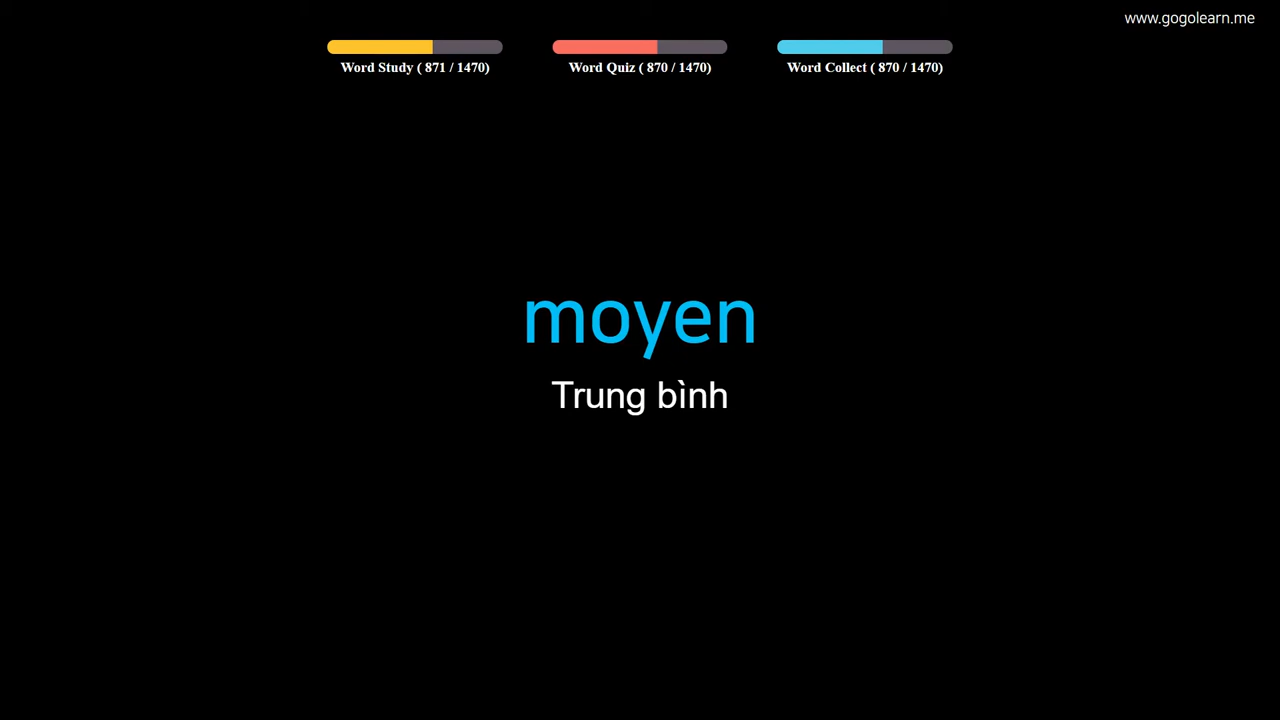 www.gogolearn.me
Word Study ( 871 / 1470)
Word Quiz ( 870 / 1470)
Word Collect ( 870 / 1470)
moyen
Trung bình